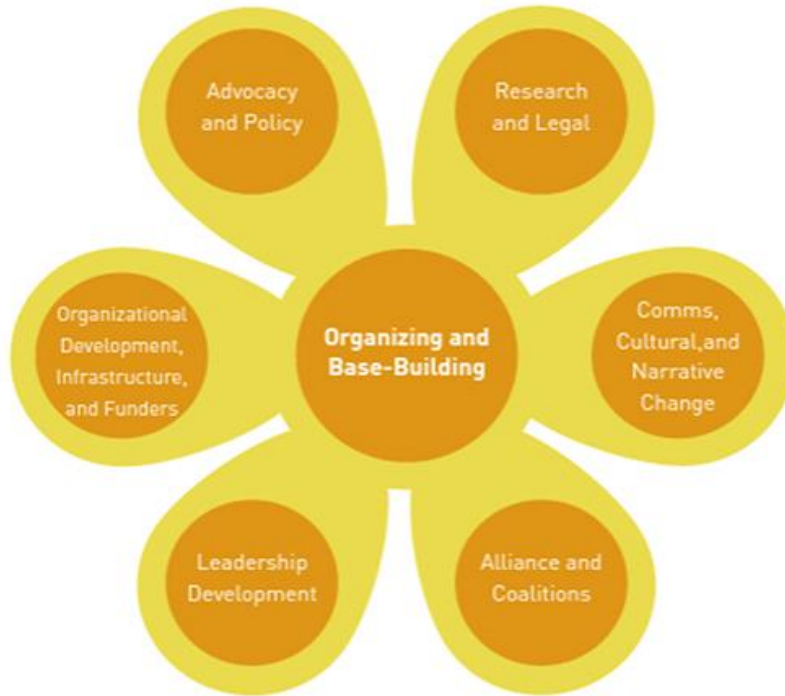 Advocacy
and Policy
Research
and Legal
Organizational
Development,
Infrastructure,
and Funders
Organizing and
Base-Building
Comms,
Cultural,and
Narrative
Change
Leadership
Development
Alliance and
Coalitions